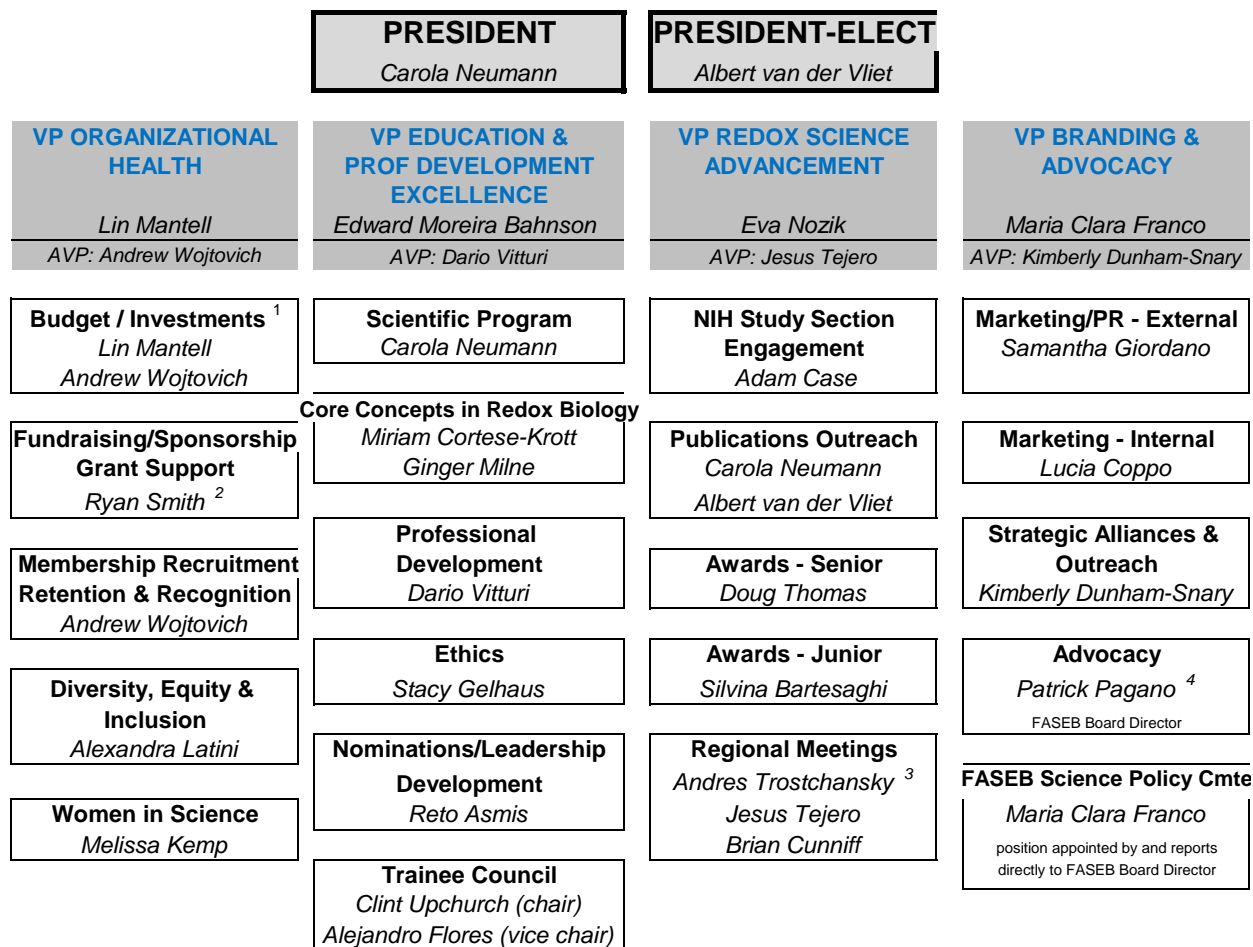 PRESIDENT
Carola Neumann
PRESIDENT-ELECT
Albert van der Vliet
VP ORGANIZATIONAL
HEALTH
Lin Mantell
AVP: Andrew Wojtovich
Budget / Investments 1
Lin Mantell
Andrew Wojtovich
Fundraising/Sponsorship
Grant Support
Ryan Smith 2
Membership Recruitment
Retention & Recognition
Andrew Wojtovich
Diversity, Equity &
Inclusion
Alexandra Latini
Women in Science
Melissa Kemp
VP EDUCATION &
PROF DEVELOPMENT
EXCELLENCE
Edward Moreira Bahnson
AVP: Dario Vitturi
Scientific Program
Carola Neumann
Core Concepts in Redox Biology
Miriam Cortese-Krott
Ginger Milne
Professional
Development
Dario Vitturi
Ethics
Stacy Gelhaus
Nominations/Leadership
Development
Reto Asmis
Trainee Council
Clint Upchurch (chair)
Alejandro Flores (vice chair)
VP REDOX SCIENCE
ADVANCEMENT
Eva Nozik
AVP: Jesus Tejero
NIH Study Section
Engagement
Adam Case
Publications Outreach
Carola Neumann
Albert van der Vliet
Awards - Senior
Doug Thomas
Awards - Junior
Silvina Bartesaghi
Regional Meetings
Andres Trostchansky 3
Jesus Tejero
Brian Cunniff
VP BRANDING &
ADVOCACY
Maria Clara Franco
AVP: Kimberly Dunham-Snary
Marketing/PR - External
Samantha Giordano
Marketing - Internal
Lucia Coppo
Strategic Alliances &
Outreach
Kimberly Dunham-Snary
Advocacy
Patrick Pagano 4
FASEB Board Director
FASEB Science Policy Cmte
Maria Clara Franco
position appointed by and reports
directly to FASEB Board Director